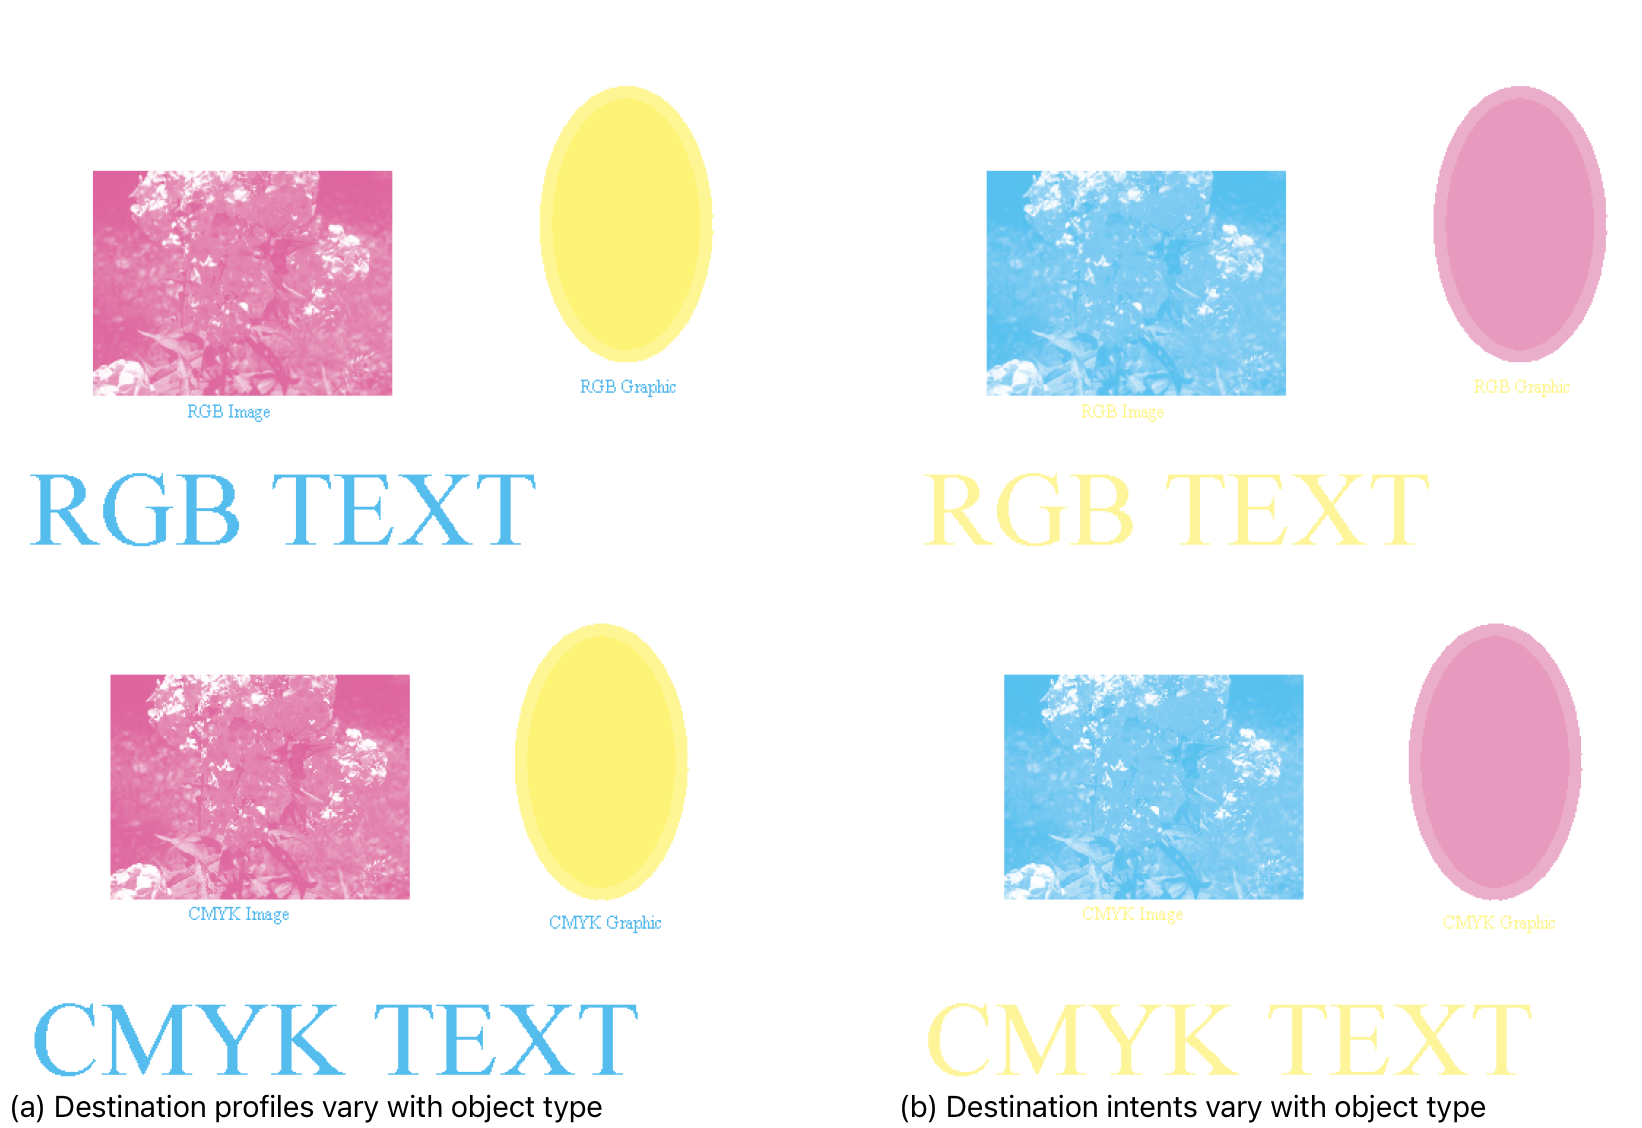 RGB Graphic
RGB Image
RGB TEXT
CMYK Image
CMYK Graphic
CMYK TEXT
(a) Destination profiles vary with object type
RGB Graphic
RGB Image
RGB TEXT
CMYK Image
CMYK Graphic
CMYK TEXT
(b) Destination intents vary with object type